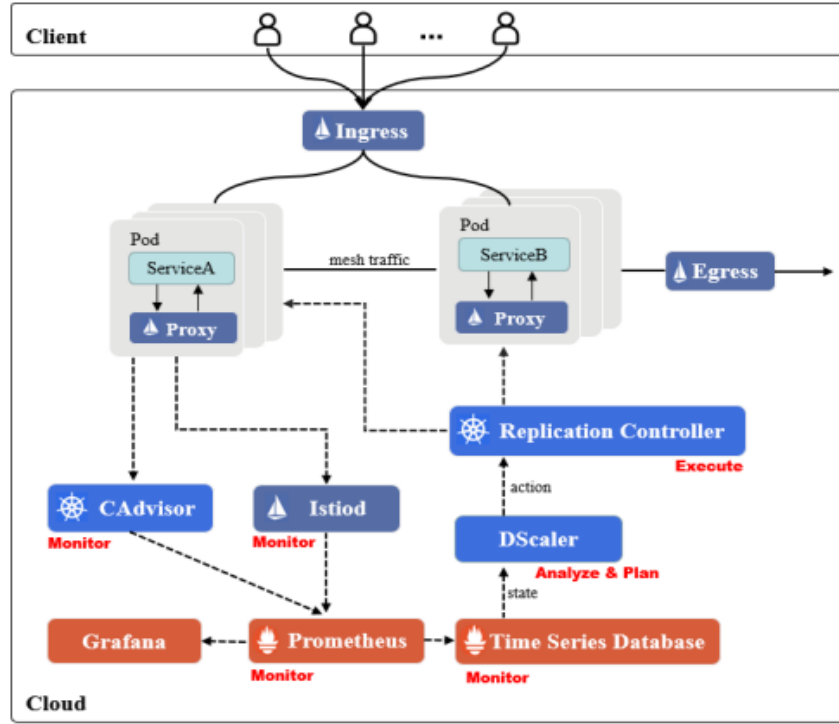 Client
...
Ingress
Pod
ServiceA
Proxy
mesh traffic
Pod
ServiceB
Proxy
Egress
Replication Controller
Execute
action
CAdvisor
Monitor
Istiod
Monitor
DScaler
Analyze & Plan
state
Grafana
Prometheus
Monitor
Time Series Database
Monitor
Cloud